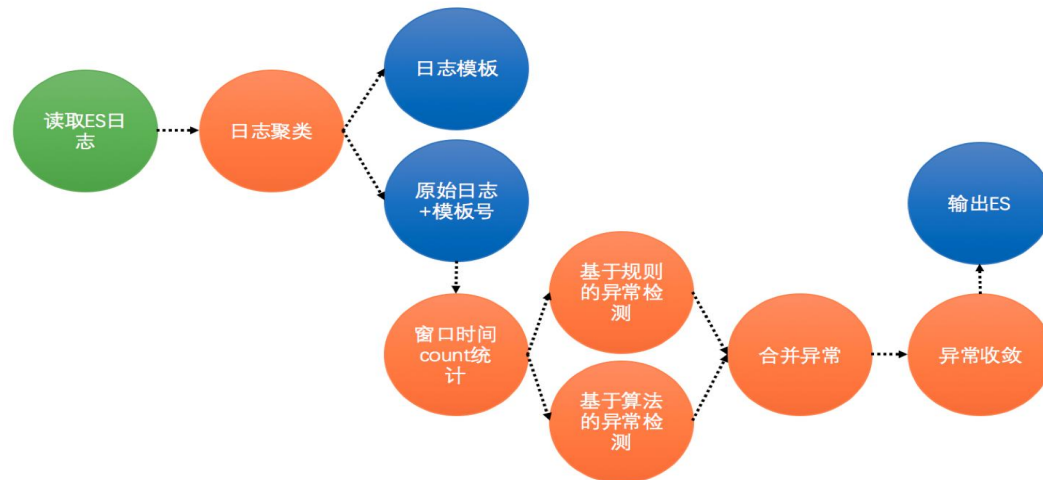 读取ES日
志
日志聚类
日志模板
原始日志
+模板号
窗口时间
count统
计
基于规则
的异常检
测
基于算法
的异常检
测
合并异常
异常收敛
输出ES